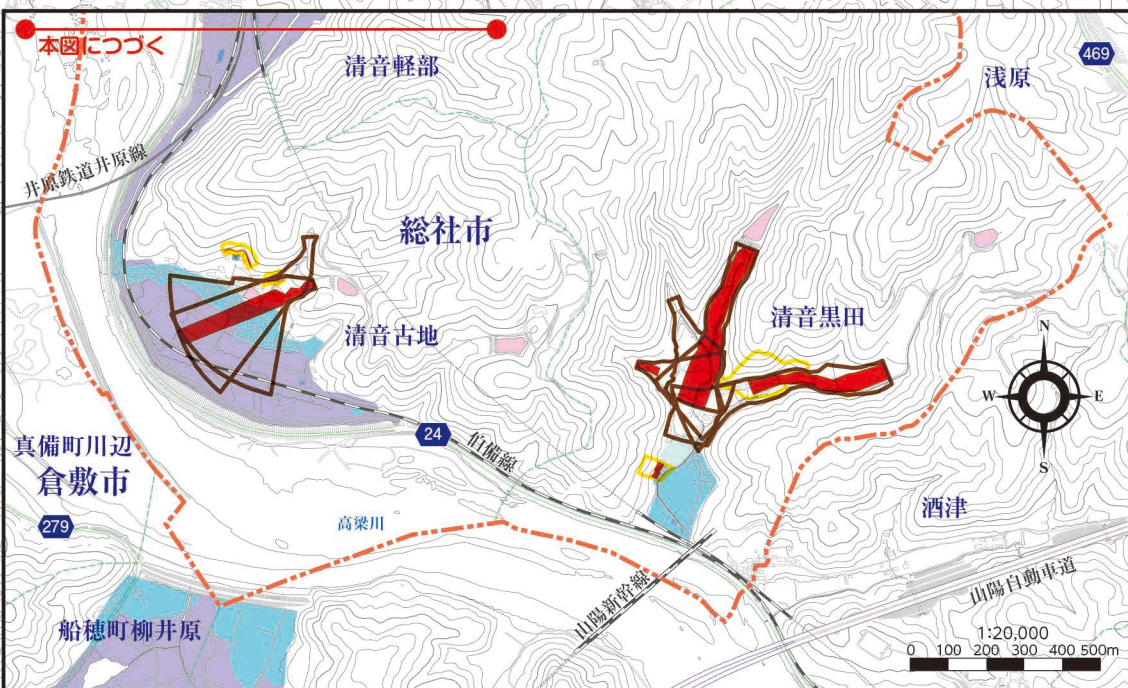 本図につづく
清音軽部
浅原
469
井原鉄道井原線
総社市
清音古地
清音黒田
N
W
E
S
24
伯備線
真備町川辺
倉敷市
279
高梁川
酒津
船穂町柳井原
山陽新幹線
山陽自動車道
1:20,000
0 100 200 300 400 500m